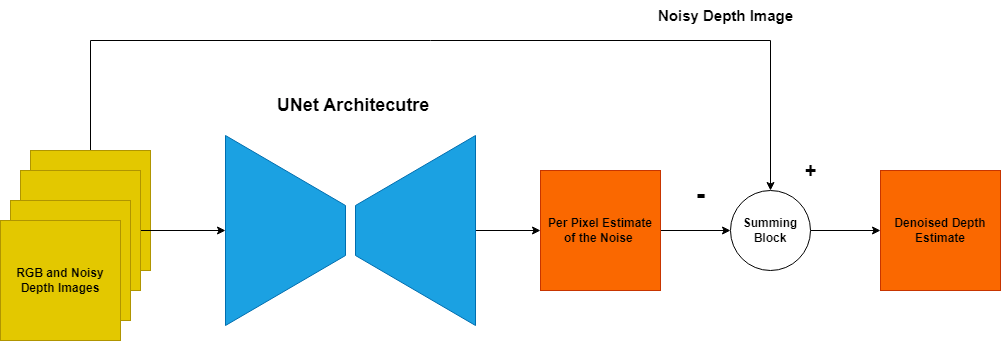 Noisy Depth Image
UNet Architecutre
RGB and Noisy
Depth Images
Per Pixel Estimate
of the Noise
-
+
Summing
Block
Denoised Depth
Estimate